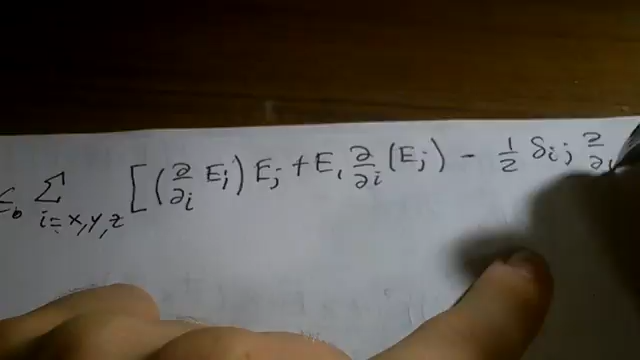 ε₀ Σ [(∂/∂i Ei) Ej + Ei ∂/∂i (Ej) - 1/2 δij ∂/∂i
i=x,y,z